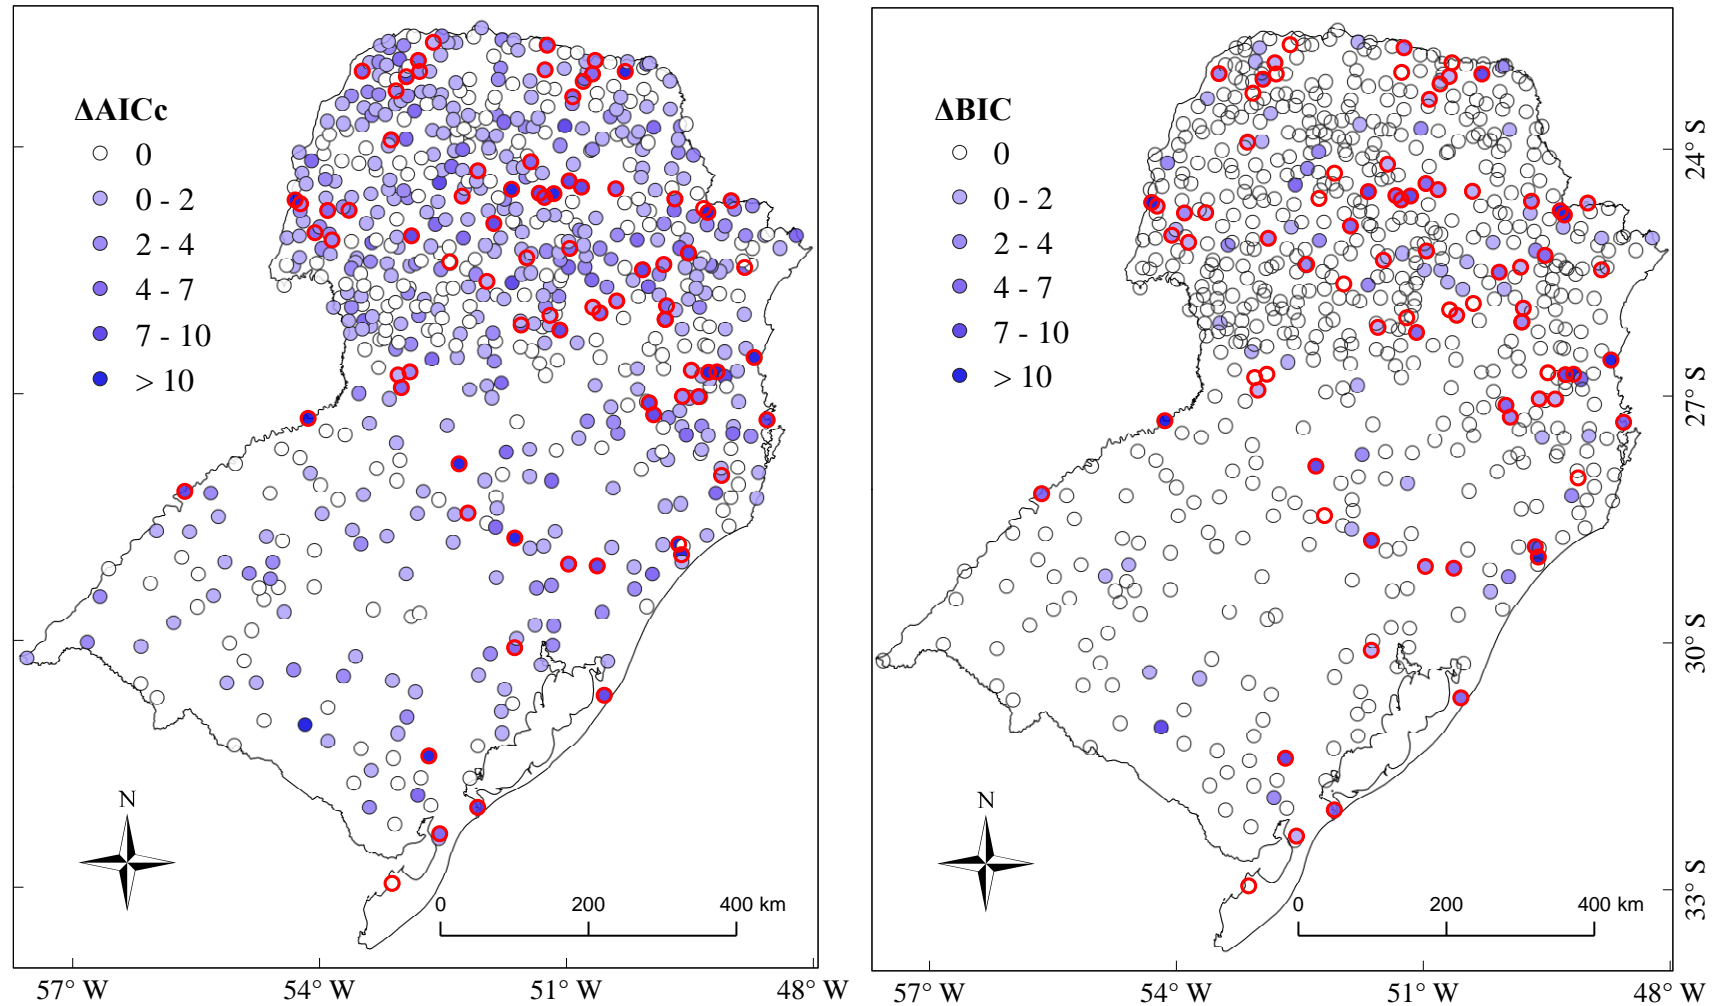 ΔAICc
0
0 - 2
2 - 4
4 - 7
7 - 10
> 10
N
0 200 400 km
57° W 54° W 51° W 48° W
ΔBIC
0
0 - 2
2 - 4
4 - 7
7 - 10
> 10
N
0 200 400 km
24° S
27° S
30° S
33° S
57° W 54° W 51° W 48° W